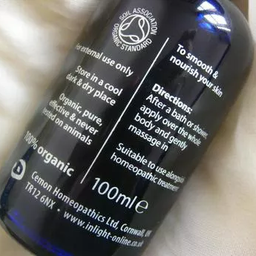 SOIL ASSOCIATION
ORGANIC STANDARD
For external use only
Store in a cool
dark & dry place
Organic, pure,
effective & never
tested on animals
100% organic
To smooth &
nourish your skin
Directions:
After a bath or shower
apply over the whole
body and gently
massage in
Suitable to use alongside
homeopathic treatment
100ml e
Cemon Homeopathics Ltd, Cornwall, UK
TR12 6NX • www.inlight-online.co.uk